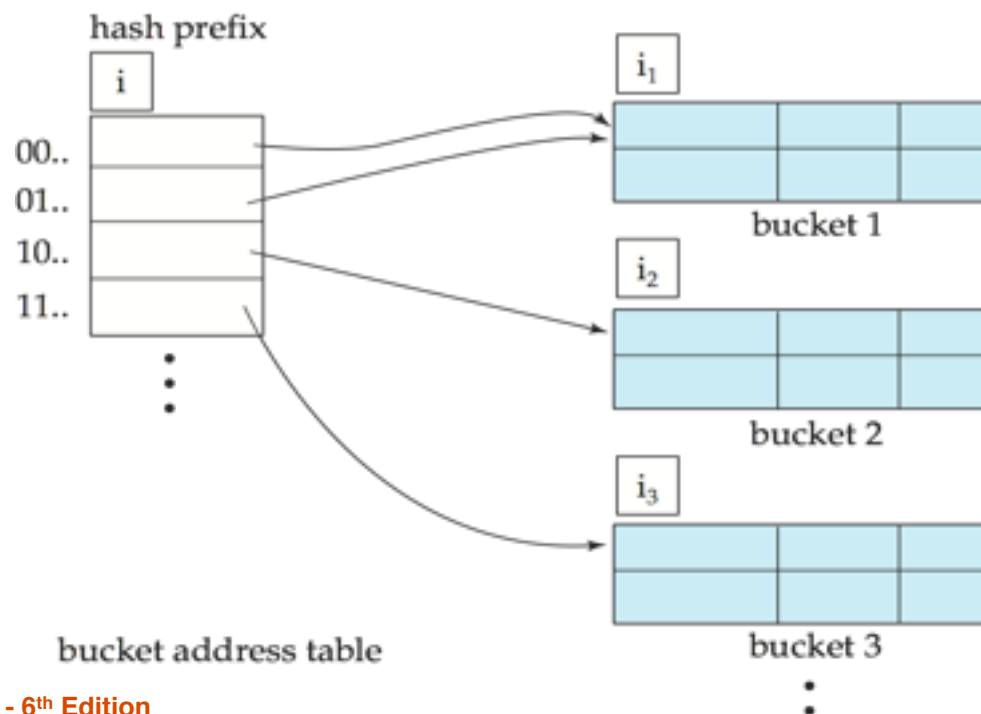 hash prefix
i
00..
01..
10..
11..
bucket address table
i₁
bucket 1
i₂
bucket 2
i₃
bucket 3
- 6th Edition